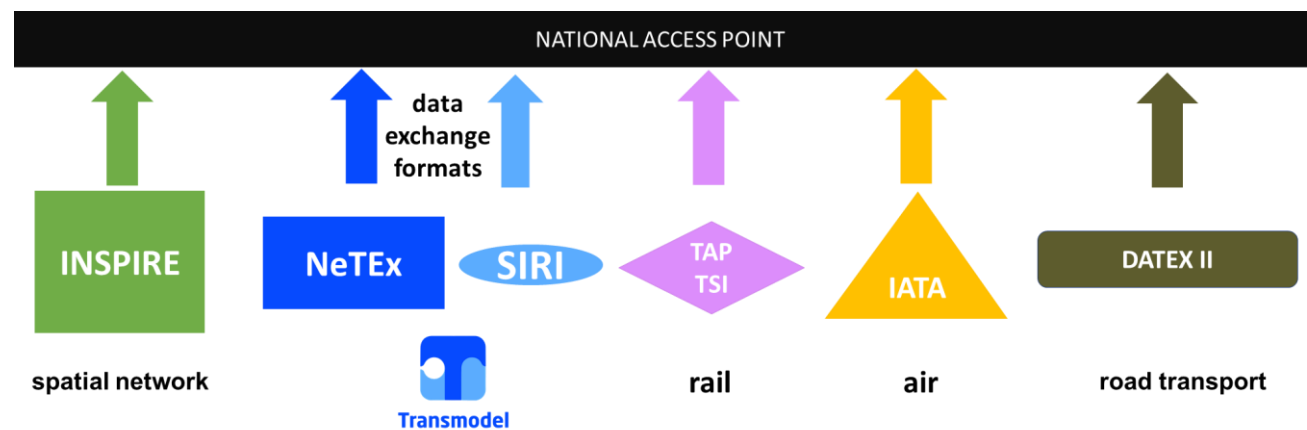 NATIONAL ACCESS POINT
data
exchange
formats
INSPIRE
NeTEx
SIRI
TAP
TSI
IATA
DATEX II
spatial network
Transmodel
rail
air
road transport